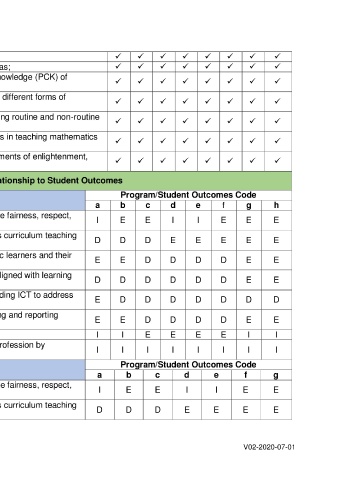 ✓ ✓ ✓ ✓ ✓ ✓ ✓ ✓
as; ✓ ✓ ✓ ✓ ✓ ✓ ✓ ✓
nowledge (PCK) of ✓ ✓ ✓ ✓ ✓ ✓ ✓ ✓
different forms of ✓ ✓ ✓ ✓ ✓ ✓ ✓ ✓
ing routine and non-routine ✓ ✓ ✓ ✓ ✓ ✓ ✓ ✓
s in teaching mathematics ✓ ✓ ✓ ✓ ✓ ✓ ✓ ✓
ments of enlightenment, ✓ ✓ ✓ ✓ ✓ ✓ ✓ ✓
ationship to Student Outcomes
Program/Student Outcomes Code
a b c d e f g h
e fairness, respect, I E E I I E E E
s curriculum teaching D D D E E E E E
ic learners and their E E D D D D E E
ligned with learning D D D D D D E E
ding ICT to address E D D D D D D D
ng and reporting E E D D D D E E
I I E E E E I I
rofession by I I I I I I I I
Program/Student Outcomes Code
a b c d e f g
e fairness, respect, I E E I I E E
s curriculum teaching D D D E E E E
V02-2020-07-01